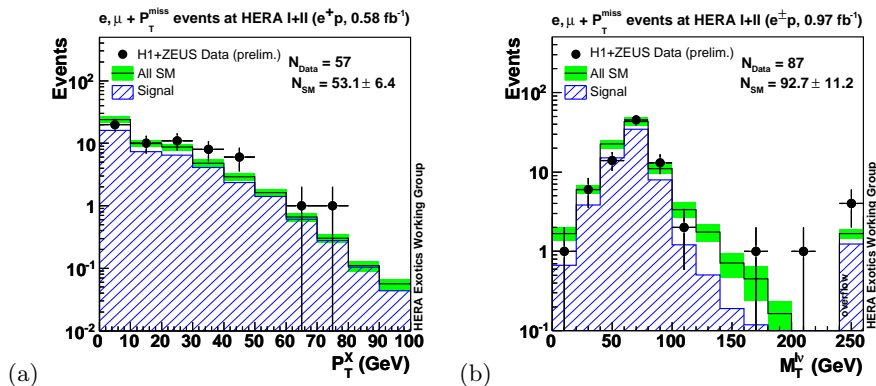 e, μ + P_T^miss events at HERA I+II (e⁺p, 0.58 fb⁻¹)
Events
10²
10
1
10⁻¹
10⁻²
H1+ZEUS Data (prelim.)
All SM
Signal
N_Data = 57
N_SM = 53.1 ± 6.4
HERA Exotics Working Group
0 10 20 30 40 50 60 70 80 90 100
P_T^X (GeV)
(a)
e, μ + P_T^miss events at HERA I+II (e^±p, 0.97 fb⁻¹)
Events
10²
10
1
10⁻¹
H1+ZEUS Data (prelim.)
All SM
Signal
N_Data = 87
N_SM = 92.7 ± 11.2
overflow
HERA Exotics Working Group
0 50 100 150 200 250
M_T^lν (GeV)
(b)